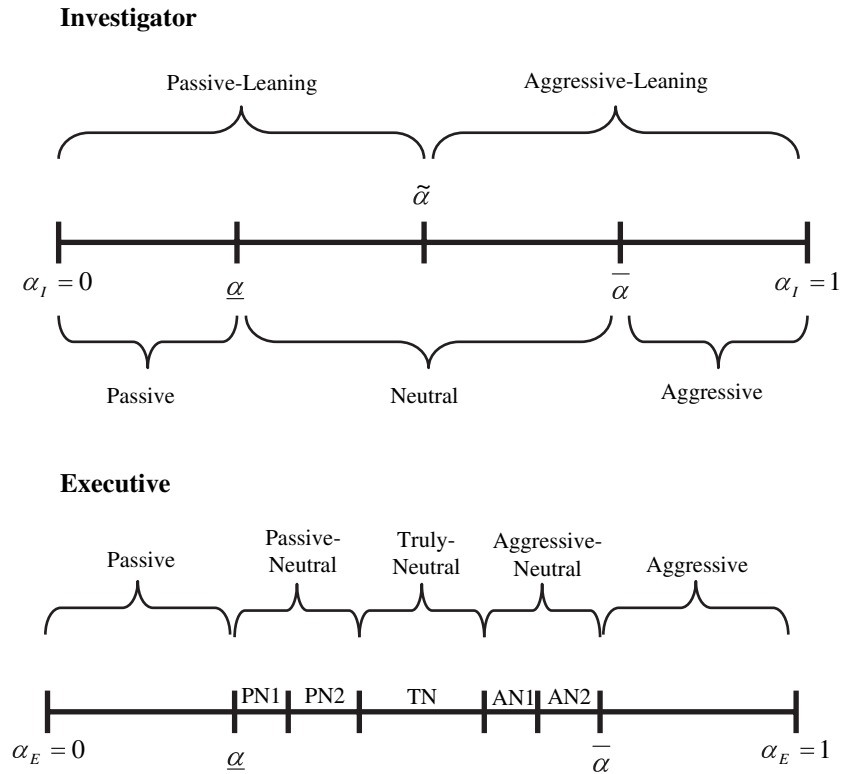 Investigator
Passive-Leaning Aggressive-Leaning
α̃
α_I = 0 α̲ α̅ α_I = 1
Passive Neutral Aggressive
Executive
Passive Passive-Neutral Truly-Neutral Aggressive-Neutral Aggressive
PN1 PN2 TN AN1 AN2
α_E = 0 α̲ α̅ α_E = 1